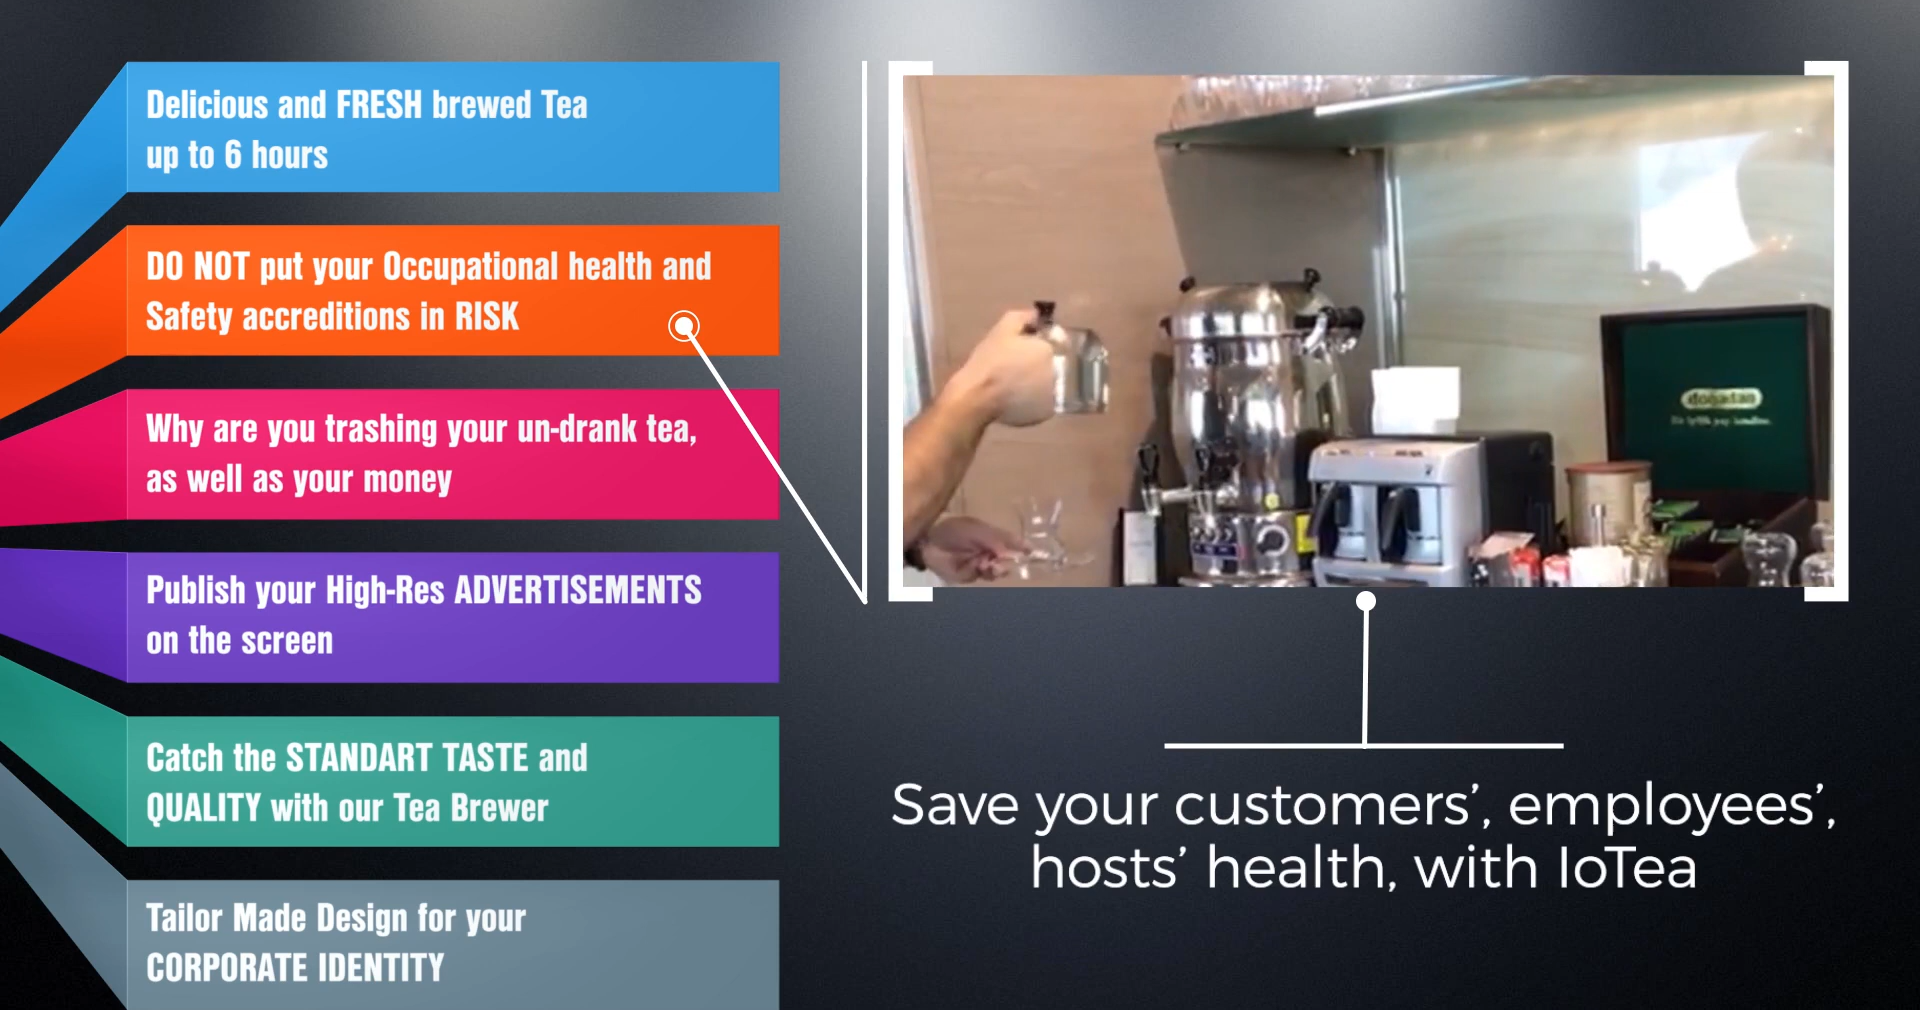 Delicious and FRESH brewed Tea
up to 6 hours
DO NOT put your Occupational health and
Safety accreditions in RISK
Why are you trashing your un-drank tea,
as well as your money
Publish your High-Res ADVERTISEMENTS
on the screen
Catch the STANDART TASTE and
QUALITY with our Tea Brewer
Tailor Made Design for your
CORPORATE IDENTITY
doğadan
Save your customers’, employees’,
hosts’ health, with IoTea